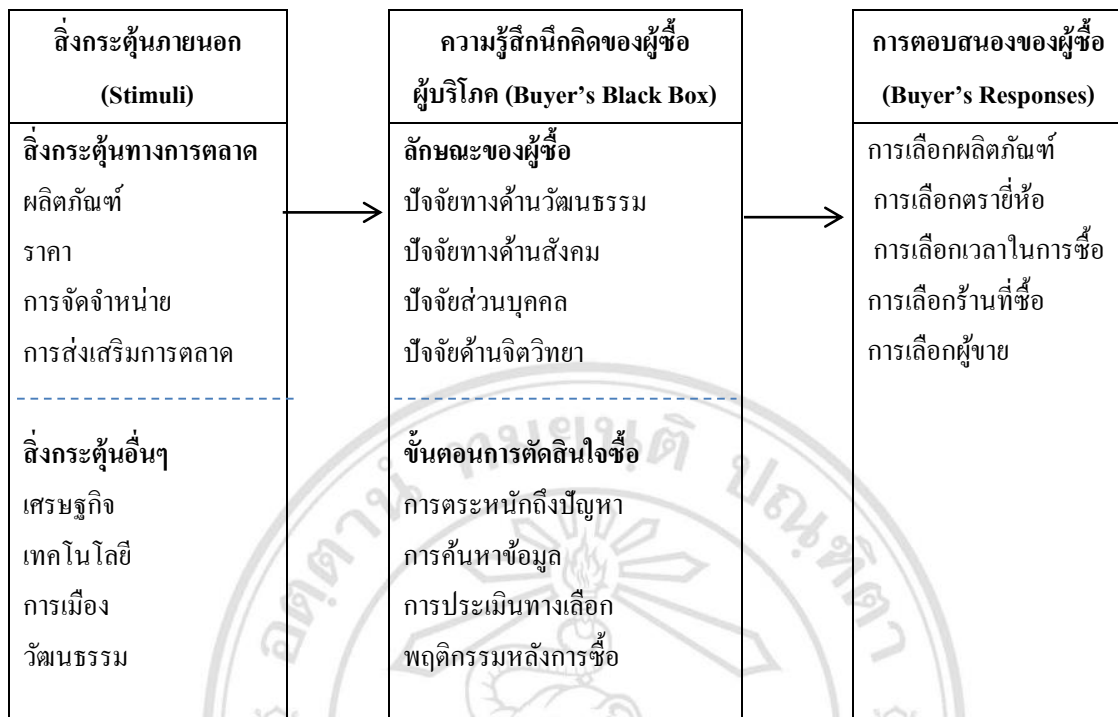 สิ่งกระตุ้นภายนอก
(Stimuli)
สิ่งกระตุ้นทางการตลาด
ผลิตภัณฑ์
ราคา
การจัดจำหน่าย
การส่งเสริมการตลาด
สิ่งกระตุ้นอื่นๆ
เศรษฐกิจ
เทคโนโลยี
การเมือง
วัฒนธรรม
ความรู้สึกนึกคิดของผู้ซื้อ
ผู้บริโภค (Buyer’s Black Box)
ลักษณะของผู้ซื้อ
ปัจจัยทางด้านวัฒนธรรม
ปัจจัยทางด้านสังคม
ปัจจัยส่วนบุคคล
ปัจจัยด้านจิตวิทยา
ขั้นตอนการตัดสินใจซื้อ
การตระหนักถึงปัญหา
การค้นหาข้อมูล
การประเมินทางเลือก
พฤติกรรมหลังการซื้อ
การตอบสนองของผู้ซื้อ
(Buyer’s Responses)
การเลือกผลิตภัณฑ์
การเลือกตรายี่ห้อ
การเลือกเวลาในการซื้อ
การเลือกร้านที่ซื้อ
การเลือกผู้ขาย
อตฺตานํ ทมยนฺติ ปณฺฑิตา